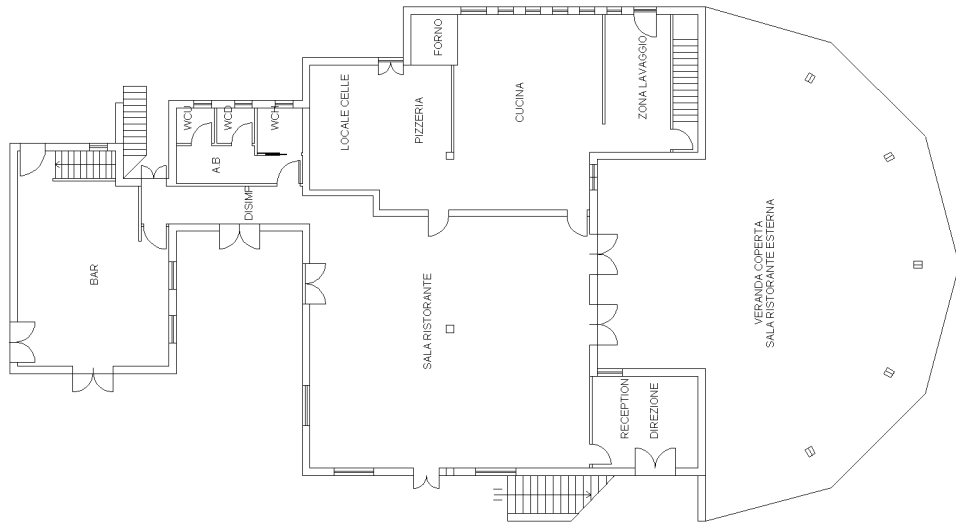 FORNO
LOCALE CELLE
PIZZERIA
CUCINA
ZONA LAVAGGIO
WCU
WCD
WCH
A.B
DISIMP
BAR
SALA RISTORANTE
VERANDA COPERTA
SALA RISTORANTE ESTERNA
RECEPTION
DIREZIONE